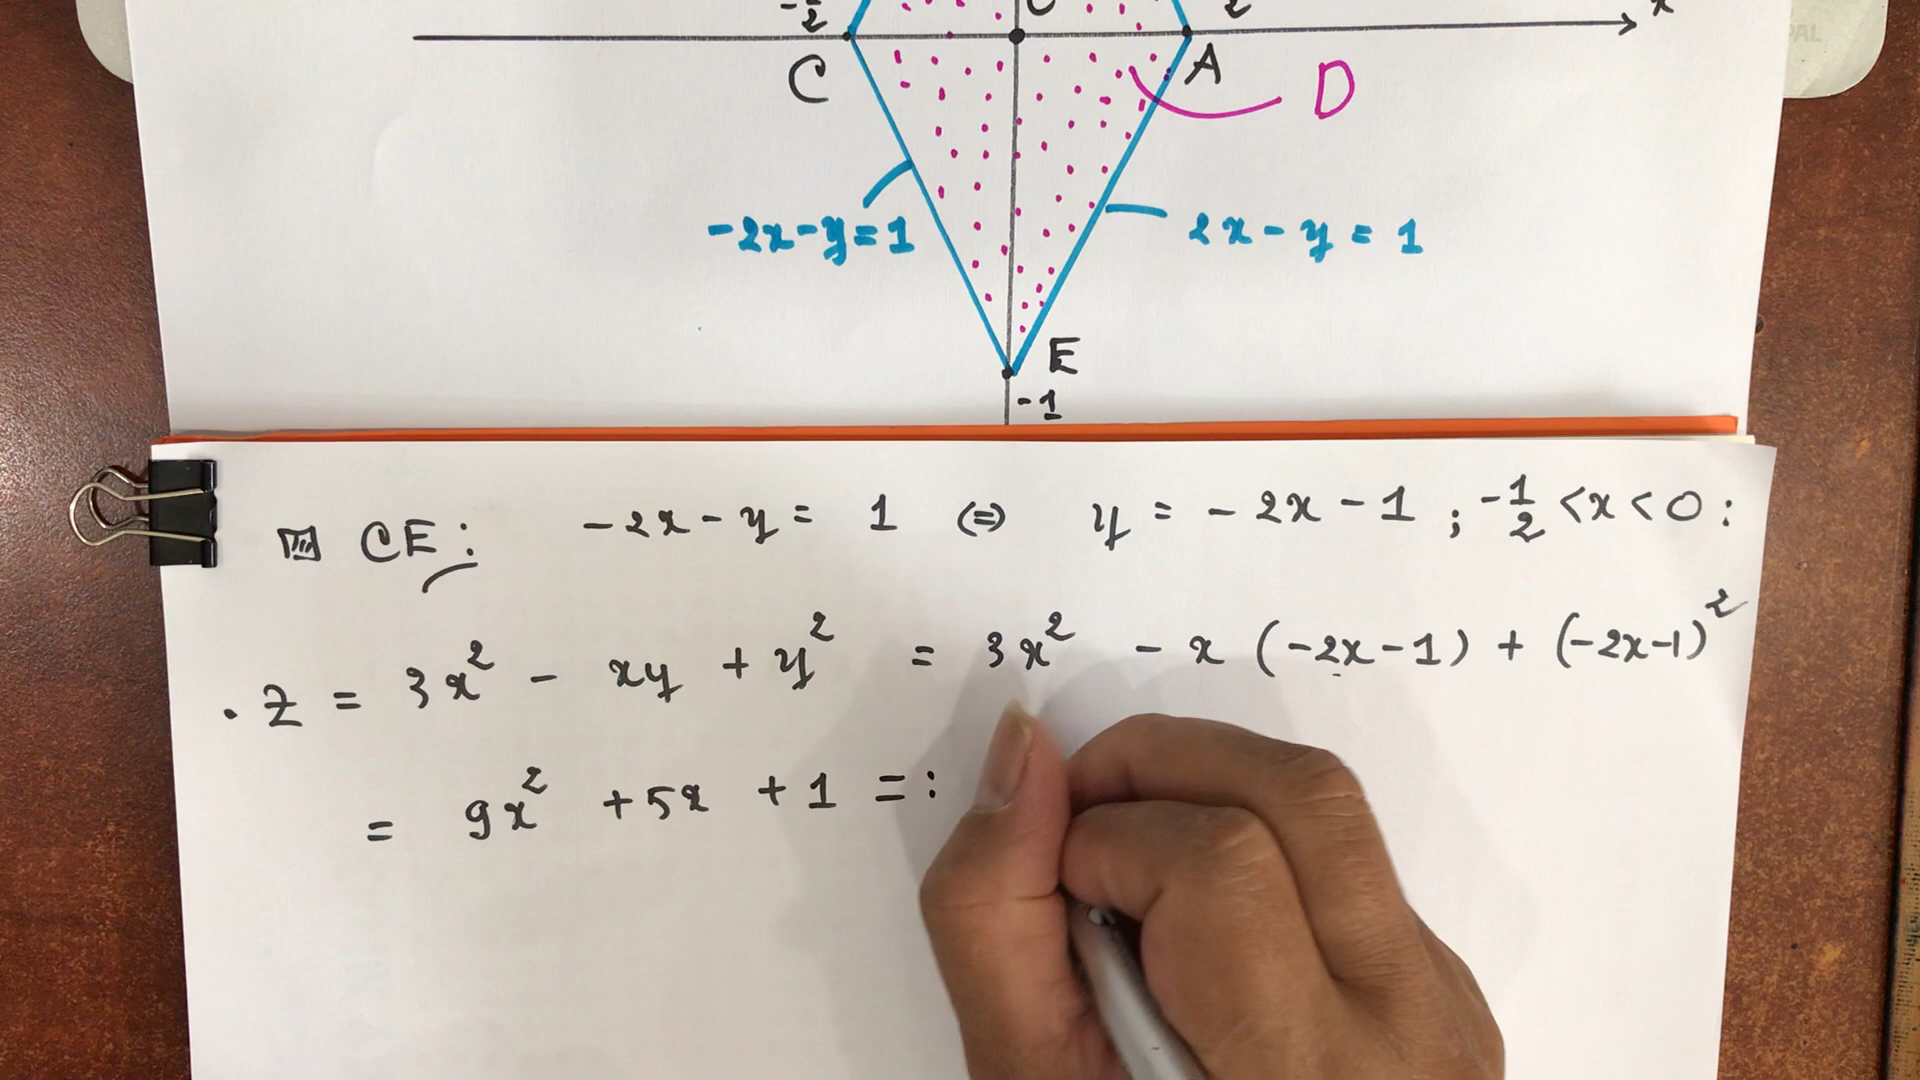 -1/2
x
C
A
D
-2x-y=1
2x-y=1
E
-1
CE: -2x-y= 1 ⇔ y = -2x-1 ; -1/2 <x< 0 :
. z = 3x² - xy + y² = 3x² - x (-2x-1) + (-2x-1)²
= 9x² +5x +1 =: